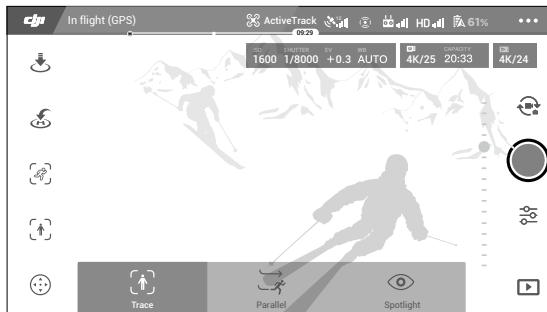 dji In flight (GPS) ActiveTrack HD 61%
09:29
ISO SHUTTER EV WB CAPACITY
1600 1/8000 +0.3 AUTO 4K/25 20:33 4K/24
Trace Parallel Spotlight